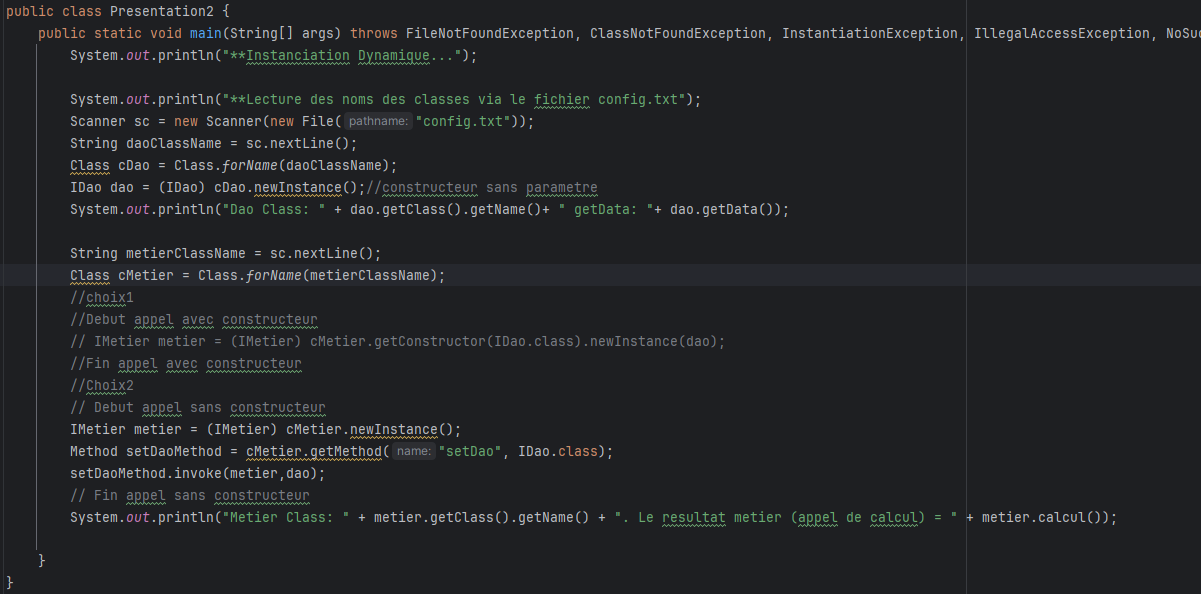 public class Presentation2 {
public static void main(String[] args) throws FileNotFoundException, ClassNotFoundException, InstantiationException, IllegalAccessException, NoSuc
System.out.println("**Instanciation Dynamique...");
System.out.println("**Lecture des noms des classes via le fichier config.txt");
Scanner sc = new Scanner(new File( pathname: "config.txt"));
String daoClassName = sc.nextLine();
Class cDao = Class.forName(daoClassName);
IDao dao = (IDao) cDao.newInstance();//constructeur sans parametre
System.out.println("Dao Class: " + dao.getClass().getName()+ " getData: "+ dao.getData());
String metierClassName = sc.nextLine();
Class cMetier = Class.forName(metierClassName);
//choix1
//Debut appel avec constructeur
// IMetier metier = (IMetier) cMetier.getConstructor(IDao.class).newInstance(dao);
//Fin appel avec constructeur
//Choix2
// Debut appel sans constructeur
IMetier metier = (IMetier) cMetier.newInstance();
Method setDaoMethod = cMetier.getMethod( name: "setDao", IDao.class);
setDaoMethod.invoke(metier,dao);
// Fin appel sans constructeur
System.out.println("Metier Class: " + metier.getClass().getName() + ". Le resultat metier (appel de calcul) = " + metier.calcul());
}
}